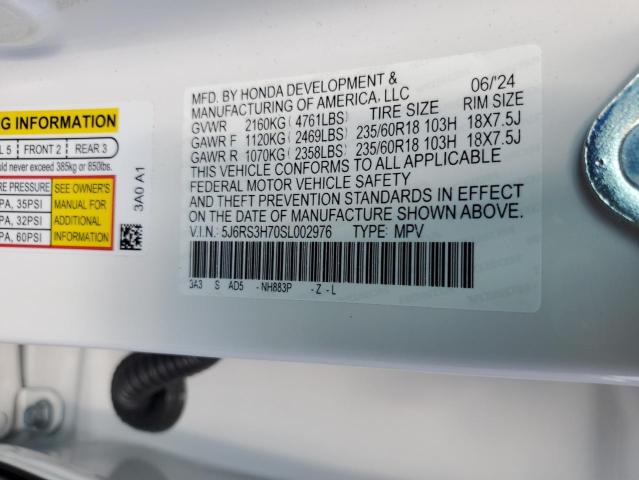 G INFORMATION
L 5 FRONT 2 REAR 3
uld never exceed 385kg or 850lbs.
E PRESSURE
PA, 35PSI
PA, 32PSI
PA, 60PSI
SEE OWNER'S
MANUAL FOR
ADDITIONAL
INFORMATION
3A0 A1
MFD. BY HONDA DEVELOPMENT & 06/'24
MANUFACTURING OF AMERICA, LLC
GVWR 2160KG(4761LBS) TIRE SIZE RIM SIZE
GAWR F 1120KG(2469LBS) 235/60R18 103H 18X7.5J
GAWR R 1070KG(2358LBS) 235/60R18 103H 18X7.5J
THIS VEHICLE CONFORMS TO ALL APPLICABLE
FEDERAL MOTOR VEHICLE SAFETY
AND THEFT PREVENTION STANDARDS IN EFFECT
ON THE DATE OF MANUFACTURE SHOWN ABOVE.
V.I.N.: 5J6RS3H70SL002976 TYPE: MPV
3A3 S AD5 -NH883P -Z-L